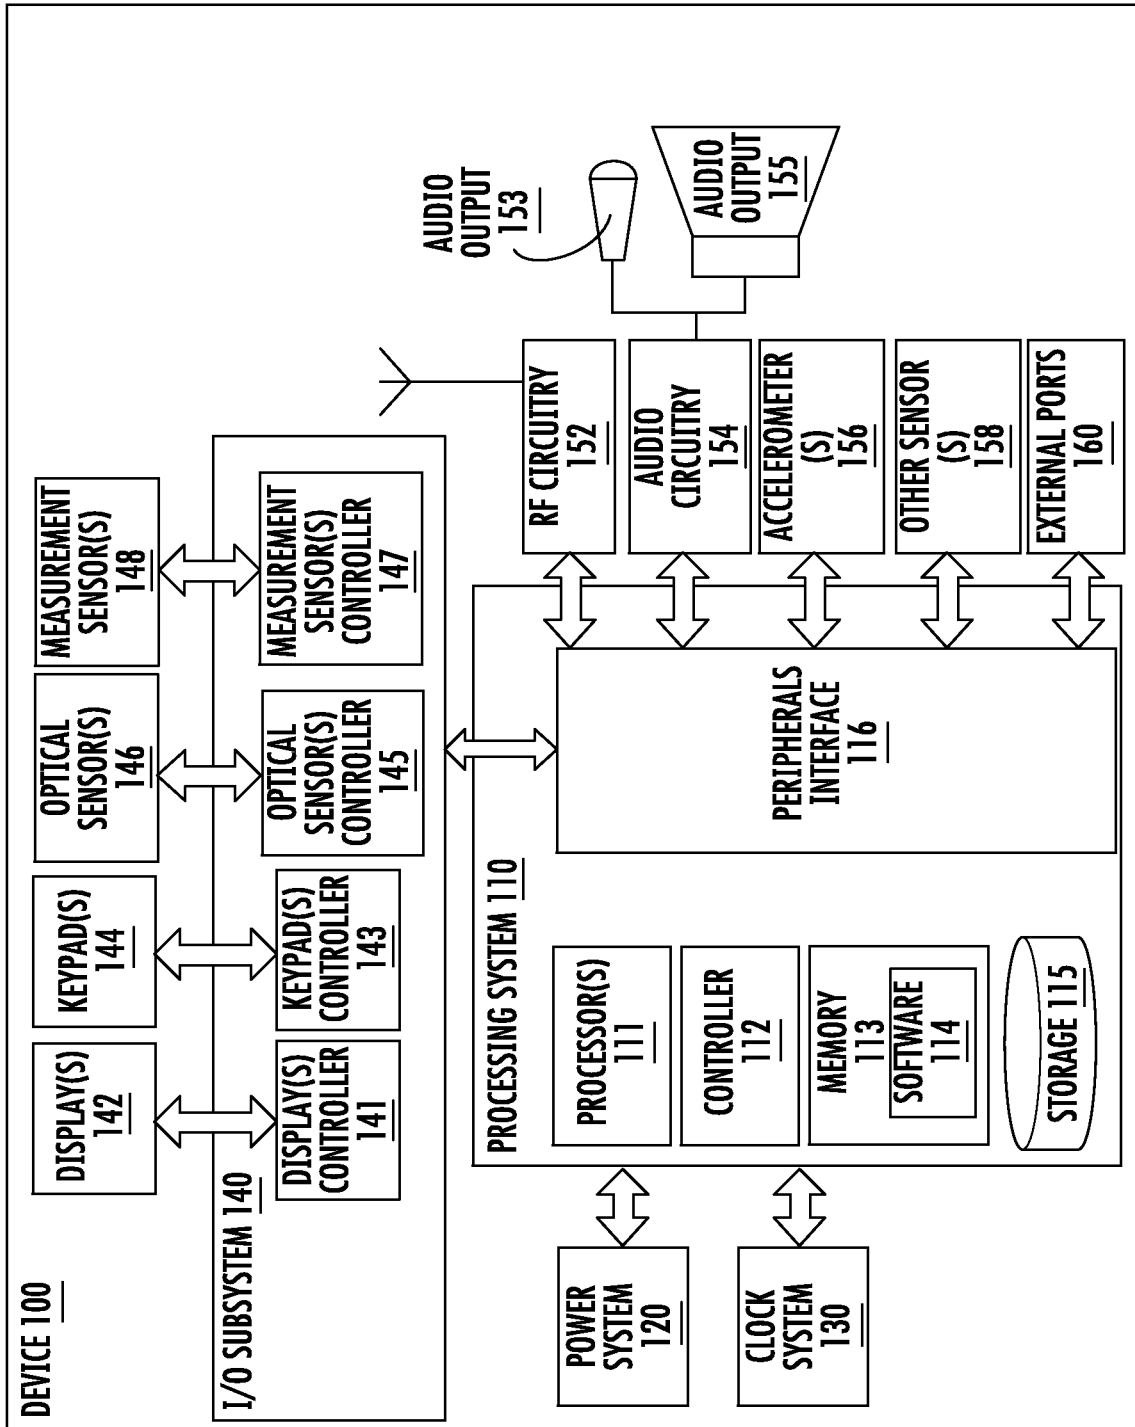 DEVICE 100
DISPLAY(S)
142
KEYPAD(S)
144
OPTICAL
SENSOR(S)
146
MEASUREMENT
SENSOR(S)
148
I/O SUBSYSTEM 140
DISPLAY(S)
CONTROLLER
141
KEYPAD(S)
CONTROLLER
143
OPTICAL
SENSOR(S)
CONTROLLER
145
MEASUREMENT
SENSOR(S)
CONTROLLER
147
POWER
SYSTEM
120
CLOCK
SYSTEM
130
PROCESSING SYSTEM 110
PROCESSOR(S)
111
CONTROLLER
112
MEMORY
113
SOFTWARE
114
STORAGE 115
PERIPHERALS
INTERFACE
116
RF CIRCUITRY
152
AUDIO
CIRCUITRY
154
ACCELEROMETER
(S)
156
OTHER SENSOR
(S)
158
EXTERNAL PORTS
160
AUDIO
OUTPUT
153
AUDIO
OUTPUT
155